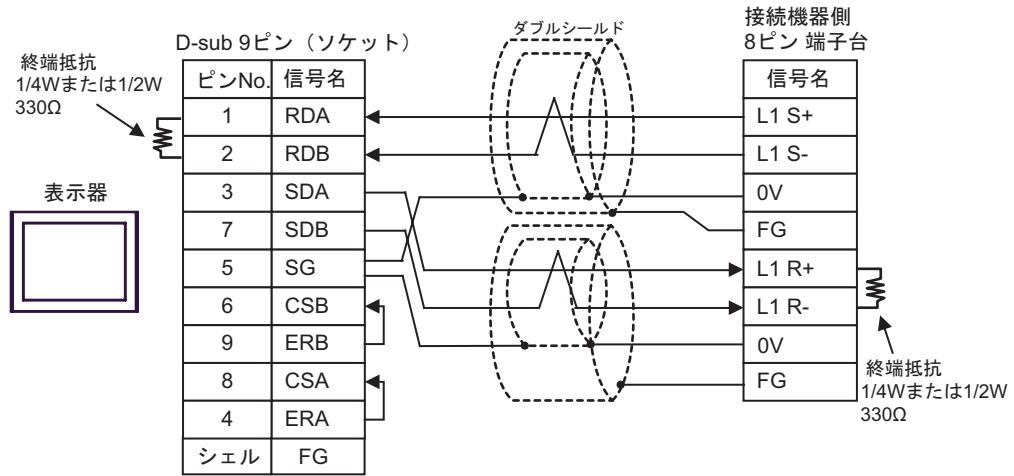 接続機器側
8ピン 端子台
ダブルシールド
D-sub 9ピン（ソケット）
終端抵抗
1/4Wまたは1/2W
330Ω
ピンNo. 信号名
1 RDA
2 RDB
3 SDA
7 SDB
5 SG
6 CSB
9 ERB
8 CSA
4 ERA
シェル FG
表示器
信号名
L1 S+
L1 S-
0V
FG
L1 R+
L1 R-
0V
FG
終端抵抗
1/4Wまたは1/2W
330Ω